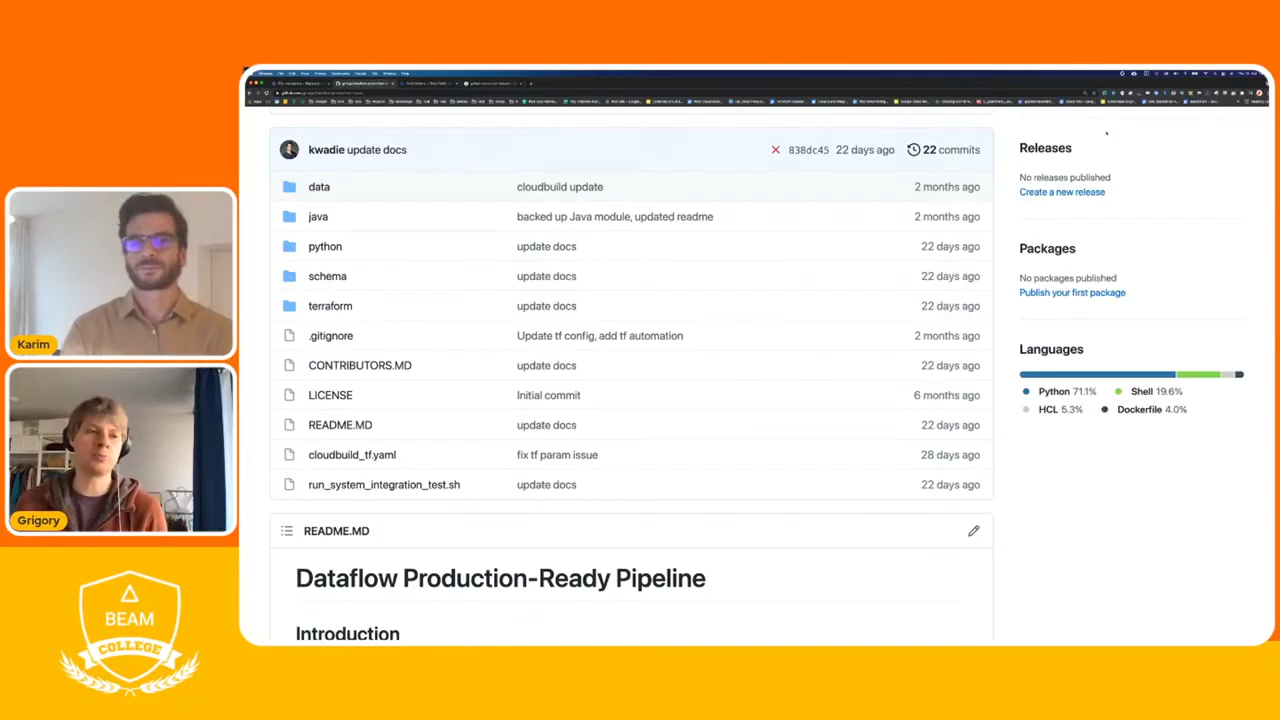 kwadie update docs
838dc45 22 days ago 22 commits
data cloudbuild update 2 months ago
java backed up Java module, updated readme 2 months ago
python update docs 22 days ago
schema update docs 22 days ago
terraform update docs 22 days ago
.gitignore Update tf config, add tf automation 2 months ago
CONTRIBUTORS.MD update docs 22 days ago
LICENSE Initial commit 6 months ago
README.MD update docs 22 days ago
cloudbuild_tf.yaml fix tf param issue 28 days ago
run_system_integration_test.sh update docs 22 days ago
README.MD
Dataflow Production-Ready Pipeline
Introduction
Releases
No releases published
Create a new release
Packages
No packages published
Publish your first package
Languages
Python 71.1% Shell 19.6%
HCL 5.3% Dockerfile 4.0%
Karim
Grigory
BEAM
COLLEGE